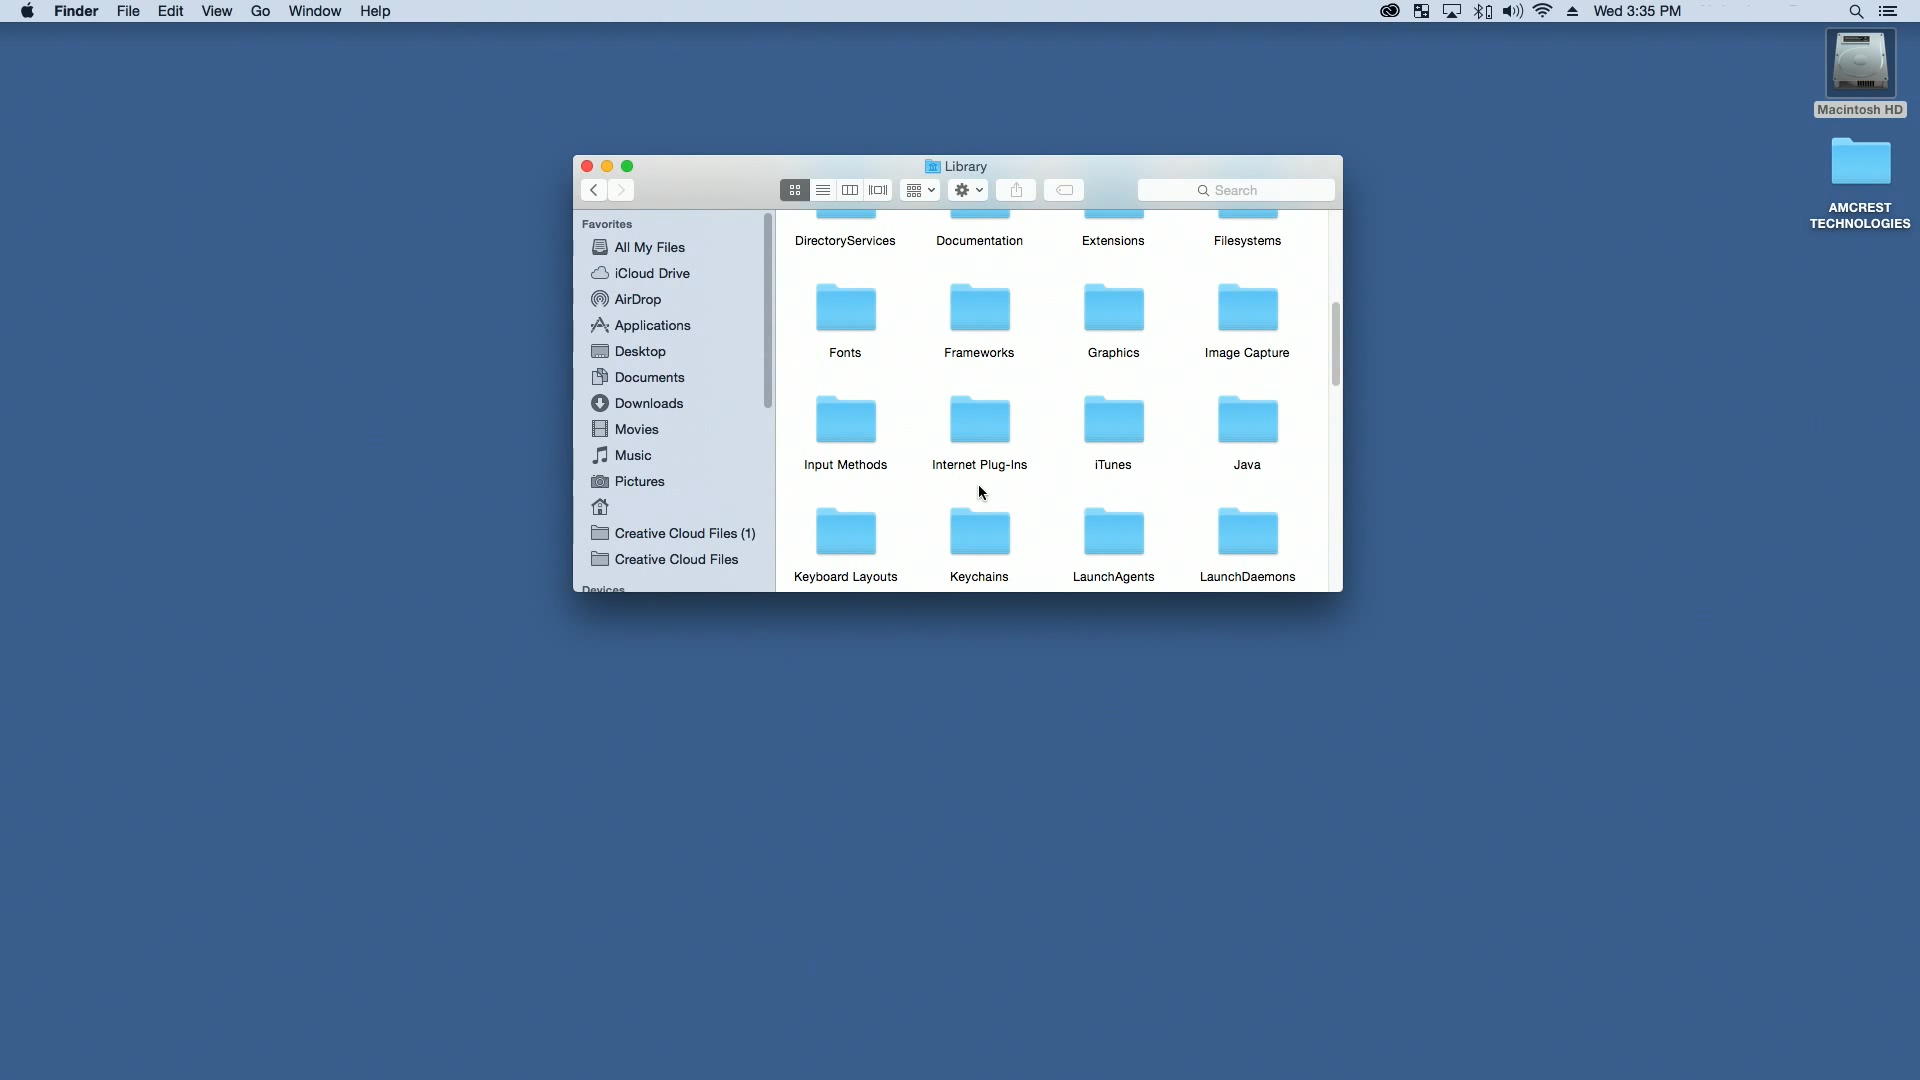 Finder File Edit View Go Window Help Wed 3:35 PM
Macintosh HD
AMCREST
TECHNOLOGIES
Library
Search
Favorites
All My Files
iCloud Drive
AirDrop
Applications
Desktop
Documents
Downloads
Movies
Music
Pictures
Creative Cloud Files (1)
Creative Cloud Files
Devices
DirectoryServices Documentation Extensions Filesystems
Fonts Frameworks Graphics Image Capture
Input Methods Internet Plug-Ins iTunes Java
Keyboard Layouts Keychains LaunchAgents LaunchDaemons